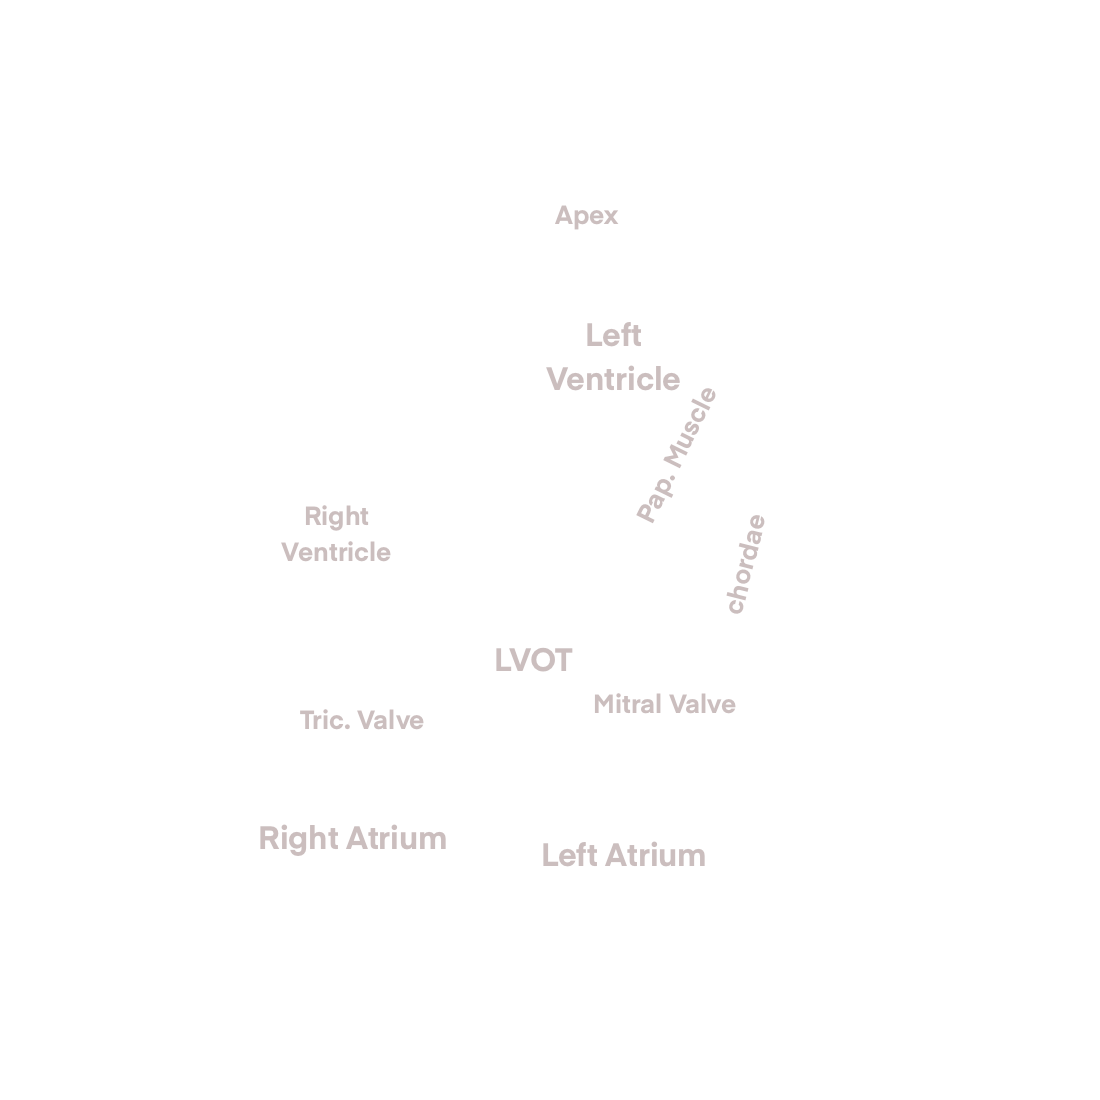 Apex
Left
Ventricle
Pap. Muscle
Right
Ventricle
chordae
LVOT
Mitral Valve
Tric. Valve
Right Atrium
Left Atrium